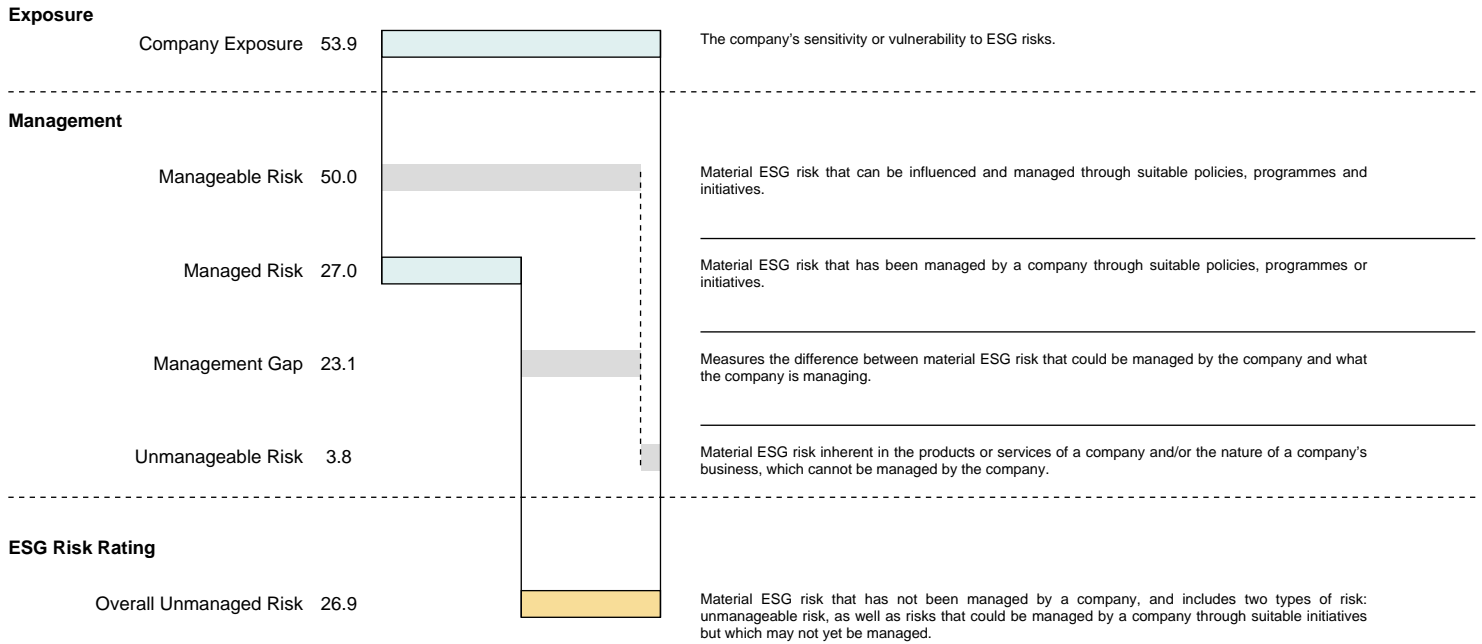 Exposure
Company Exposure 53.9
The company's sensitivity or vulnerability to ESG risks.
Management
Manageable Risk 50.0
Material ESG risk that can be influenced and managed through suitable policies, programmes and
initiatives.
Managed Risk 27.0
Material ESG risk that has been managed by a company through suitable policies, programmes or
initiatives.
Management Gap 23.1
Measures the difference between material ESG risk that could be managed by the company and what
the company is managing.
Unmanageable Risk 3.8
Material ESG risk inherent in the products or services of a company and/or the nature of a company's
business, which cannot be managed by the company.
ESG Risk Rating
Overall Unmanaged Risk 26.9
Material ESG risk that has not been managed by a company, and includes two types of risk:
unmanageable risk, as well as risks that could be managed by a company through suitable initiatives
but which may not yet be managed.